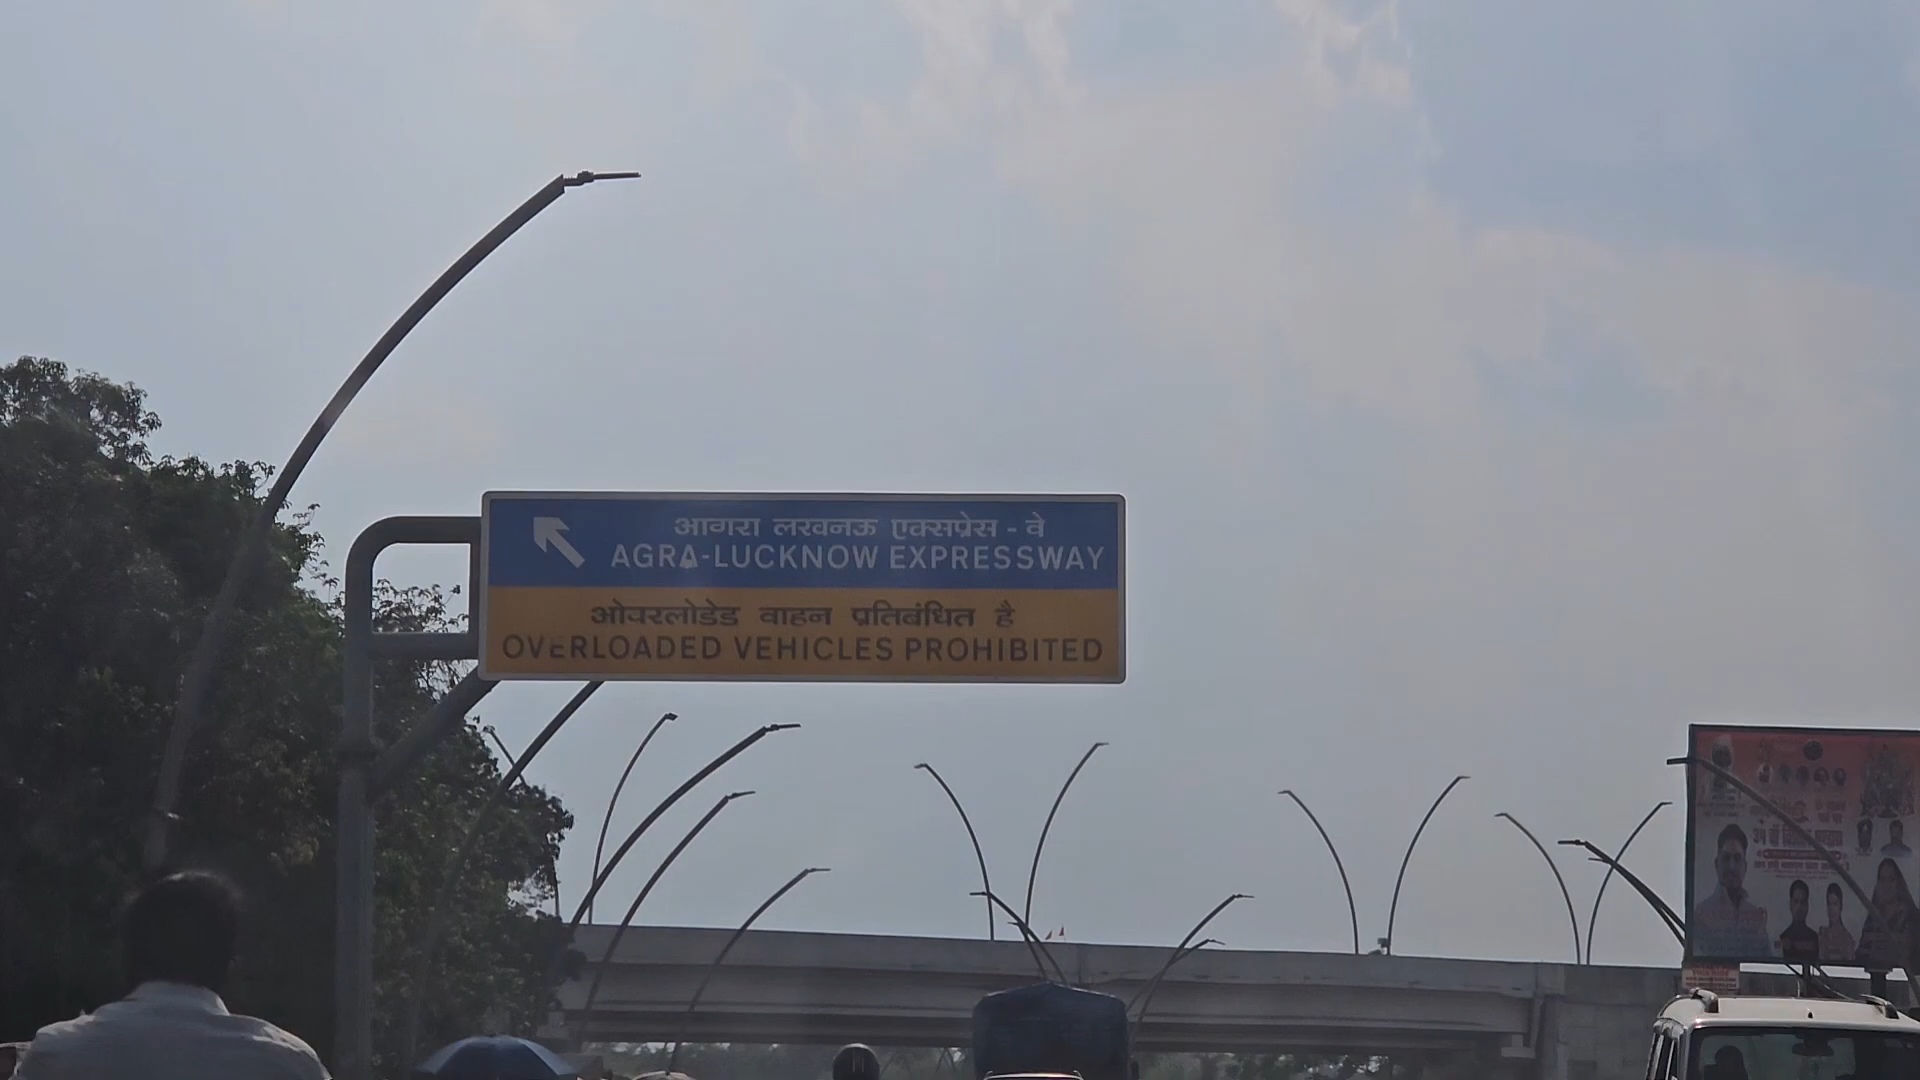 आगरा लखनऊ एक्सप्रेस - वे
AGRA-LUCKNOW EXPRESSWAY
ओवरलोडेड वाहन प्रतिबंधित है
OVERLOADED VEHICLES PROHIBITED